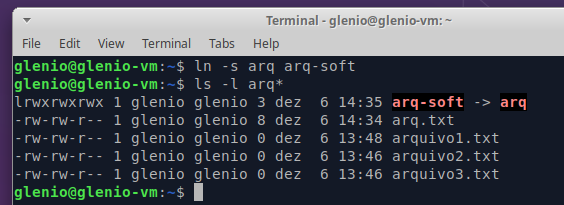 Terminal - glenio@glenio-vm: ~
File Edit View Terminal Tabs Help
glenio@glenio-vm:~$ ln -s arq arq-soft
glenio@glenio-vm:~$ ls -l arq*
lrwxrwxrwx 1 glenio glenio 3 dez  6 14:35 arq-soft -> arq
-rw-rw-r-- 1 glenio glenio 8 dez  6 14:34 arq.txt
-rw-rw-r-- 1 glenio glenio 0 dez  6 13:48 arquivo1.txt
-rw-rw-r-- 1 glenio glenio 0 dez  6 13:46 arquivo2.txt
-rw-rw-r-- 1 glenio glenio 0 dez  6 13:46 arquivo3.txt
glenio@glenio-vm:~$